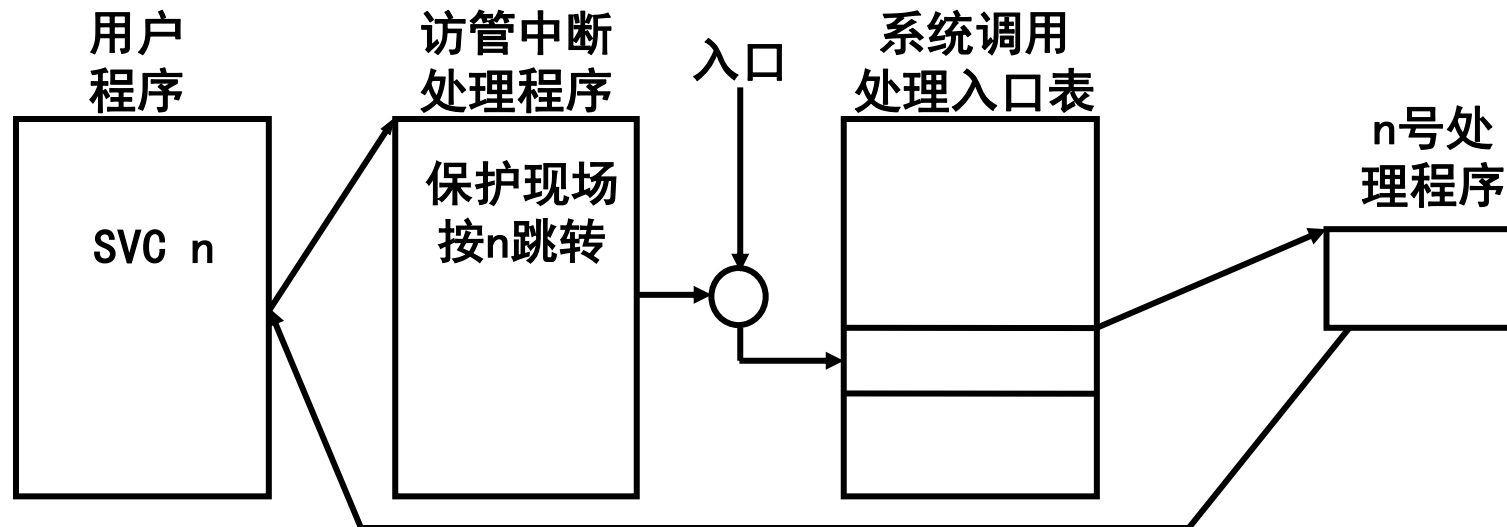 用户
程序
访管中断
处理程序
入口
系统调用
处理入口表
n号处
理程序
保护现场
按n跳转
SVC n